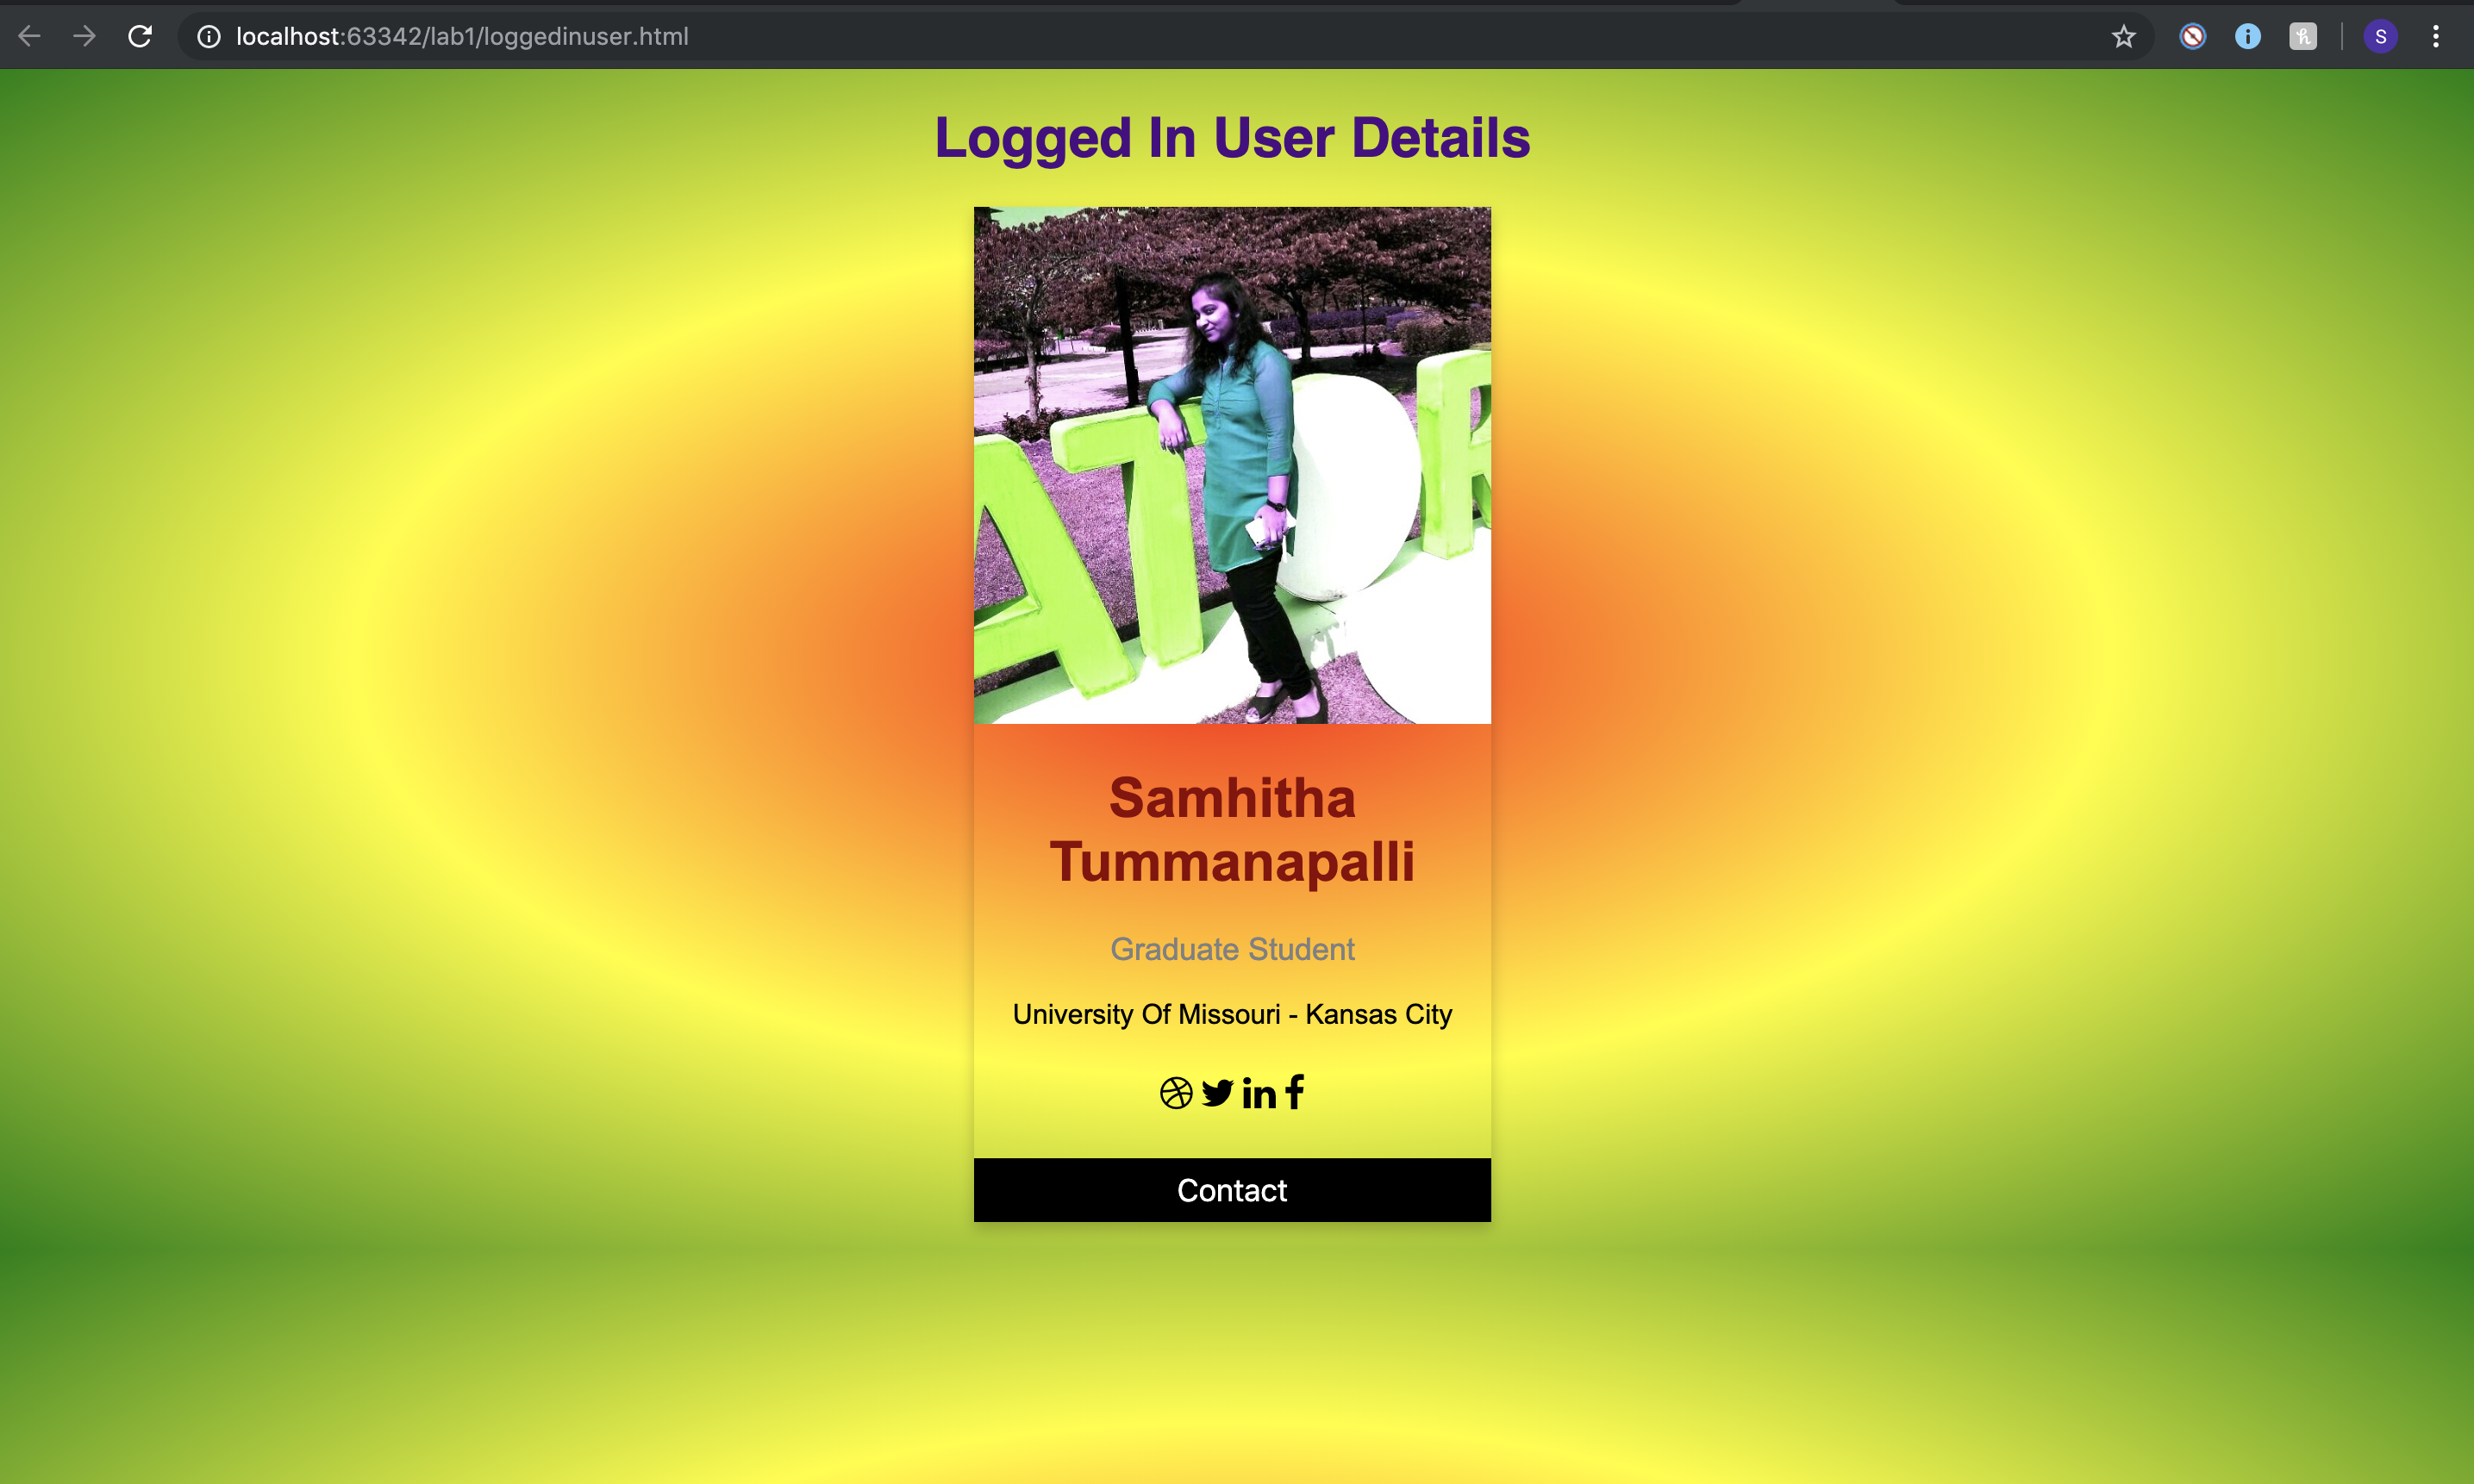 localhost:63342/lab1/loggedinuser.html
S
Logged In User Details
ATOR
Samhitha
Tummanapalli
Graduate Student
University Of Missouri - Kansas City
in f
Contact